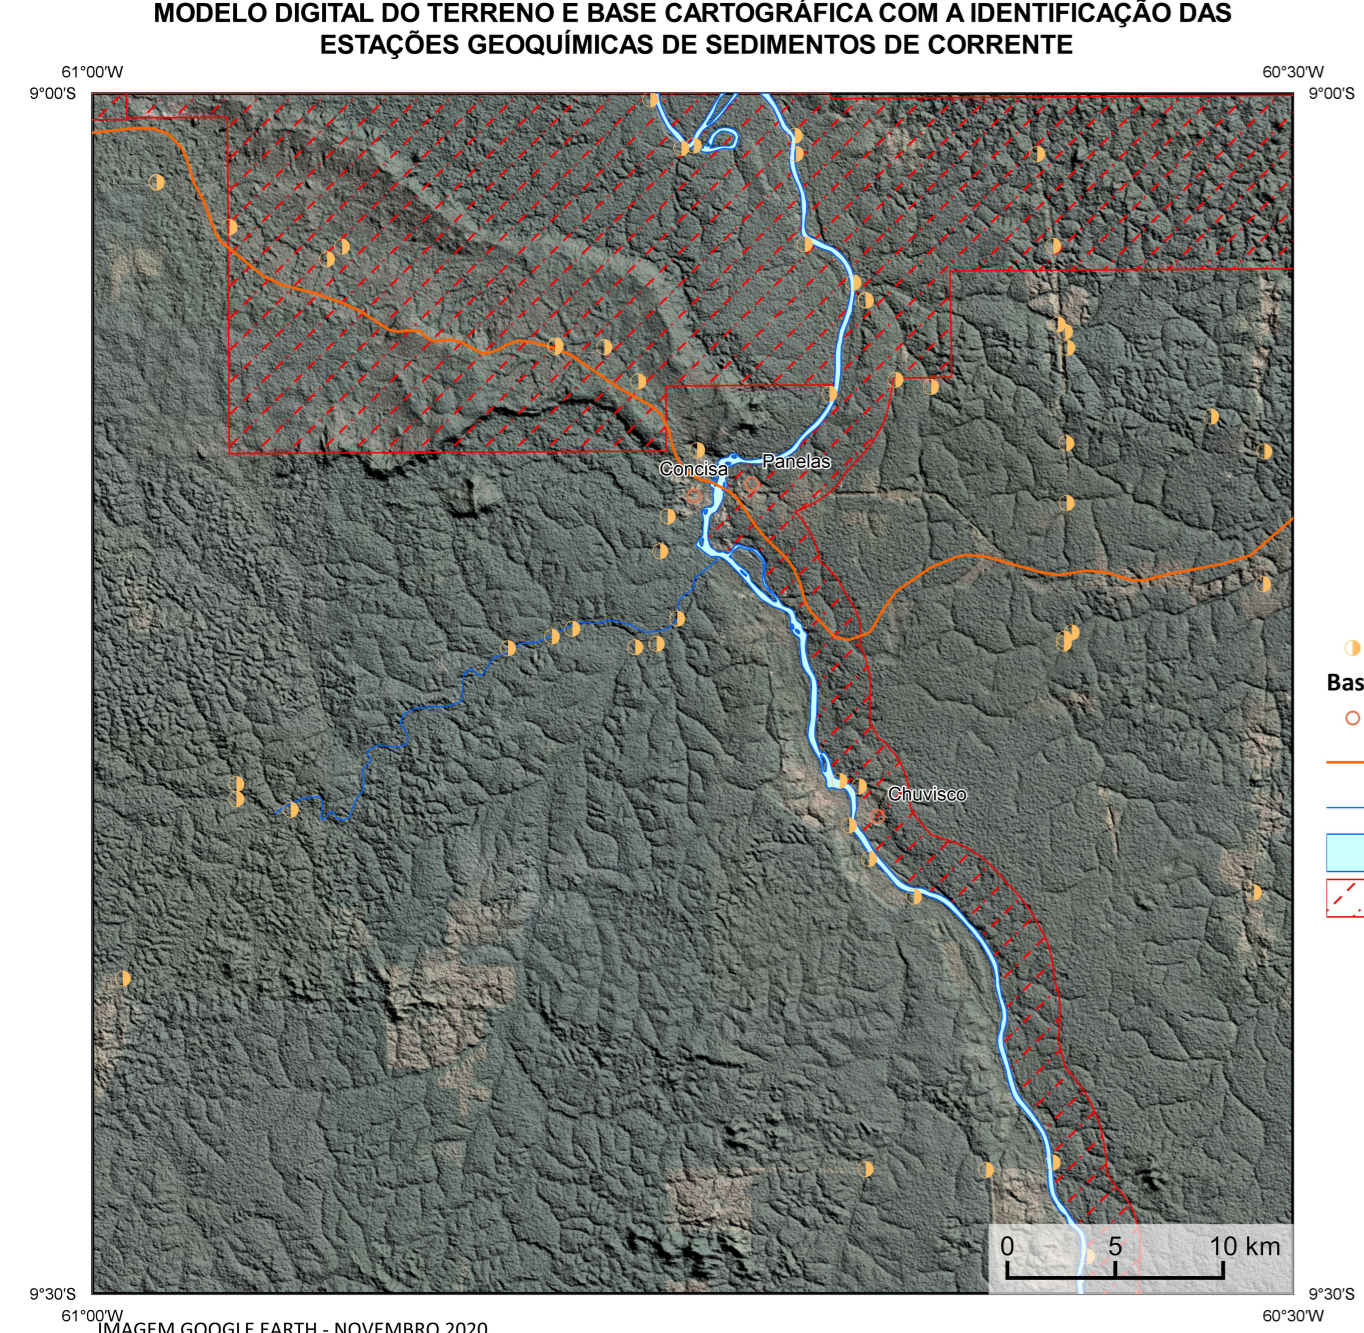 MODELO DIGITAL DO TERRENO E BASE CARTOGRÁFICA COM A IDENTIFICAÇÃO DAS
ESTAÇÕES GEOQUÍMICAS DE SEDIMENTOS DE CORRENTE
61°00'W 60°30'W
9°00'S 9°00'S
Panelas
Concisa
Bas
Chuvisco
0 5 10 km
9°30'S 9°30'S
61°00'W 60°30'W
IMAGEM GOOGLE EARTH - NOVEMBRO 2020